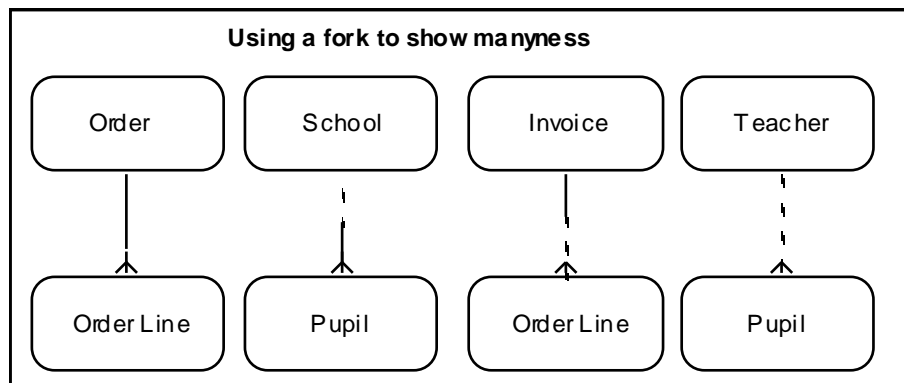 Using a fork to show manyness
Order School Invoice Teacher
Order Line Pupil Order Line Pupil